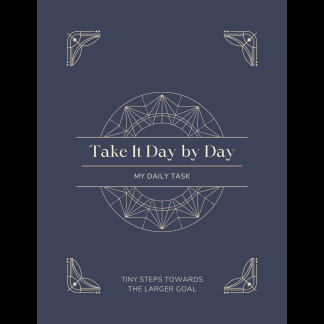 Take It Day by Day
MY DAILY TASK
TINY STEPS TOWARDS
THE LARGER GOAL